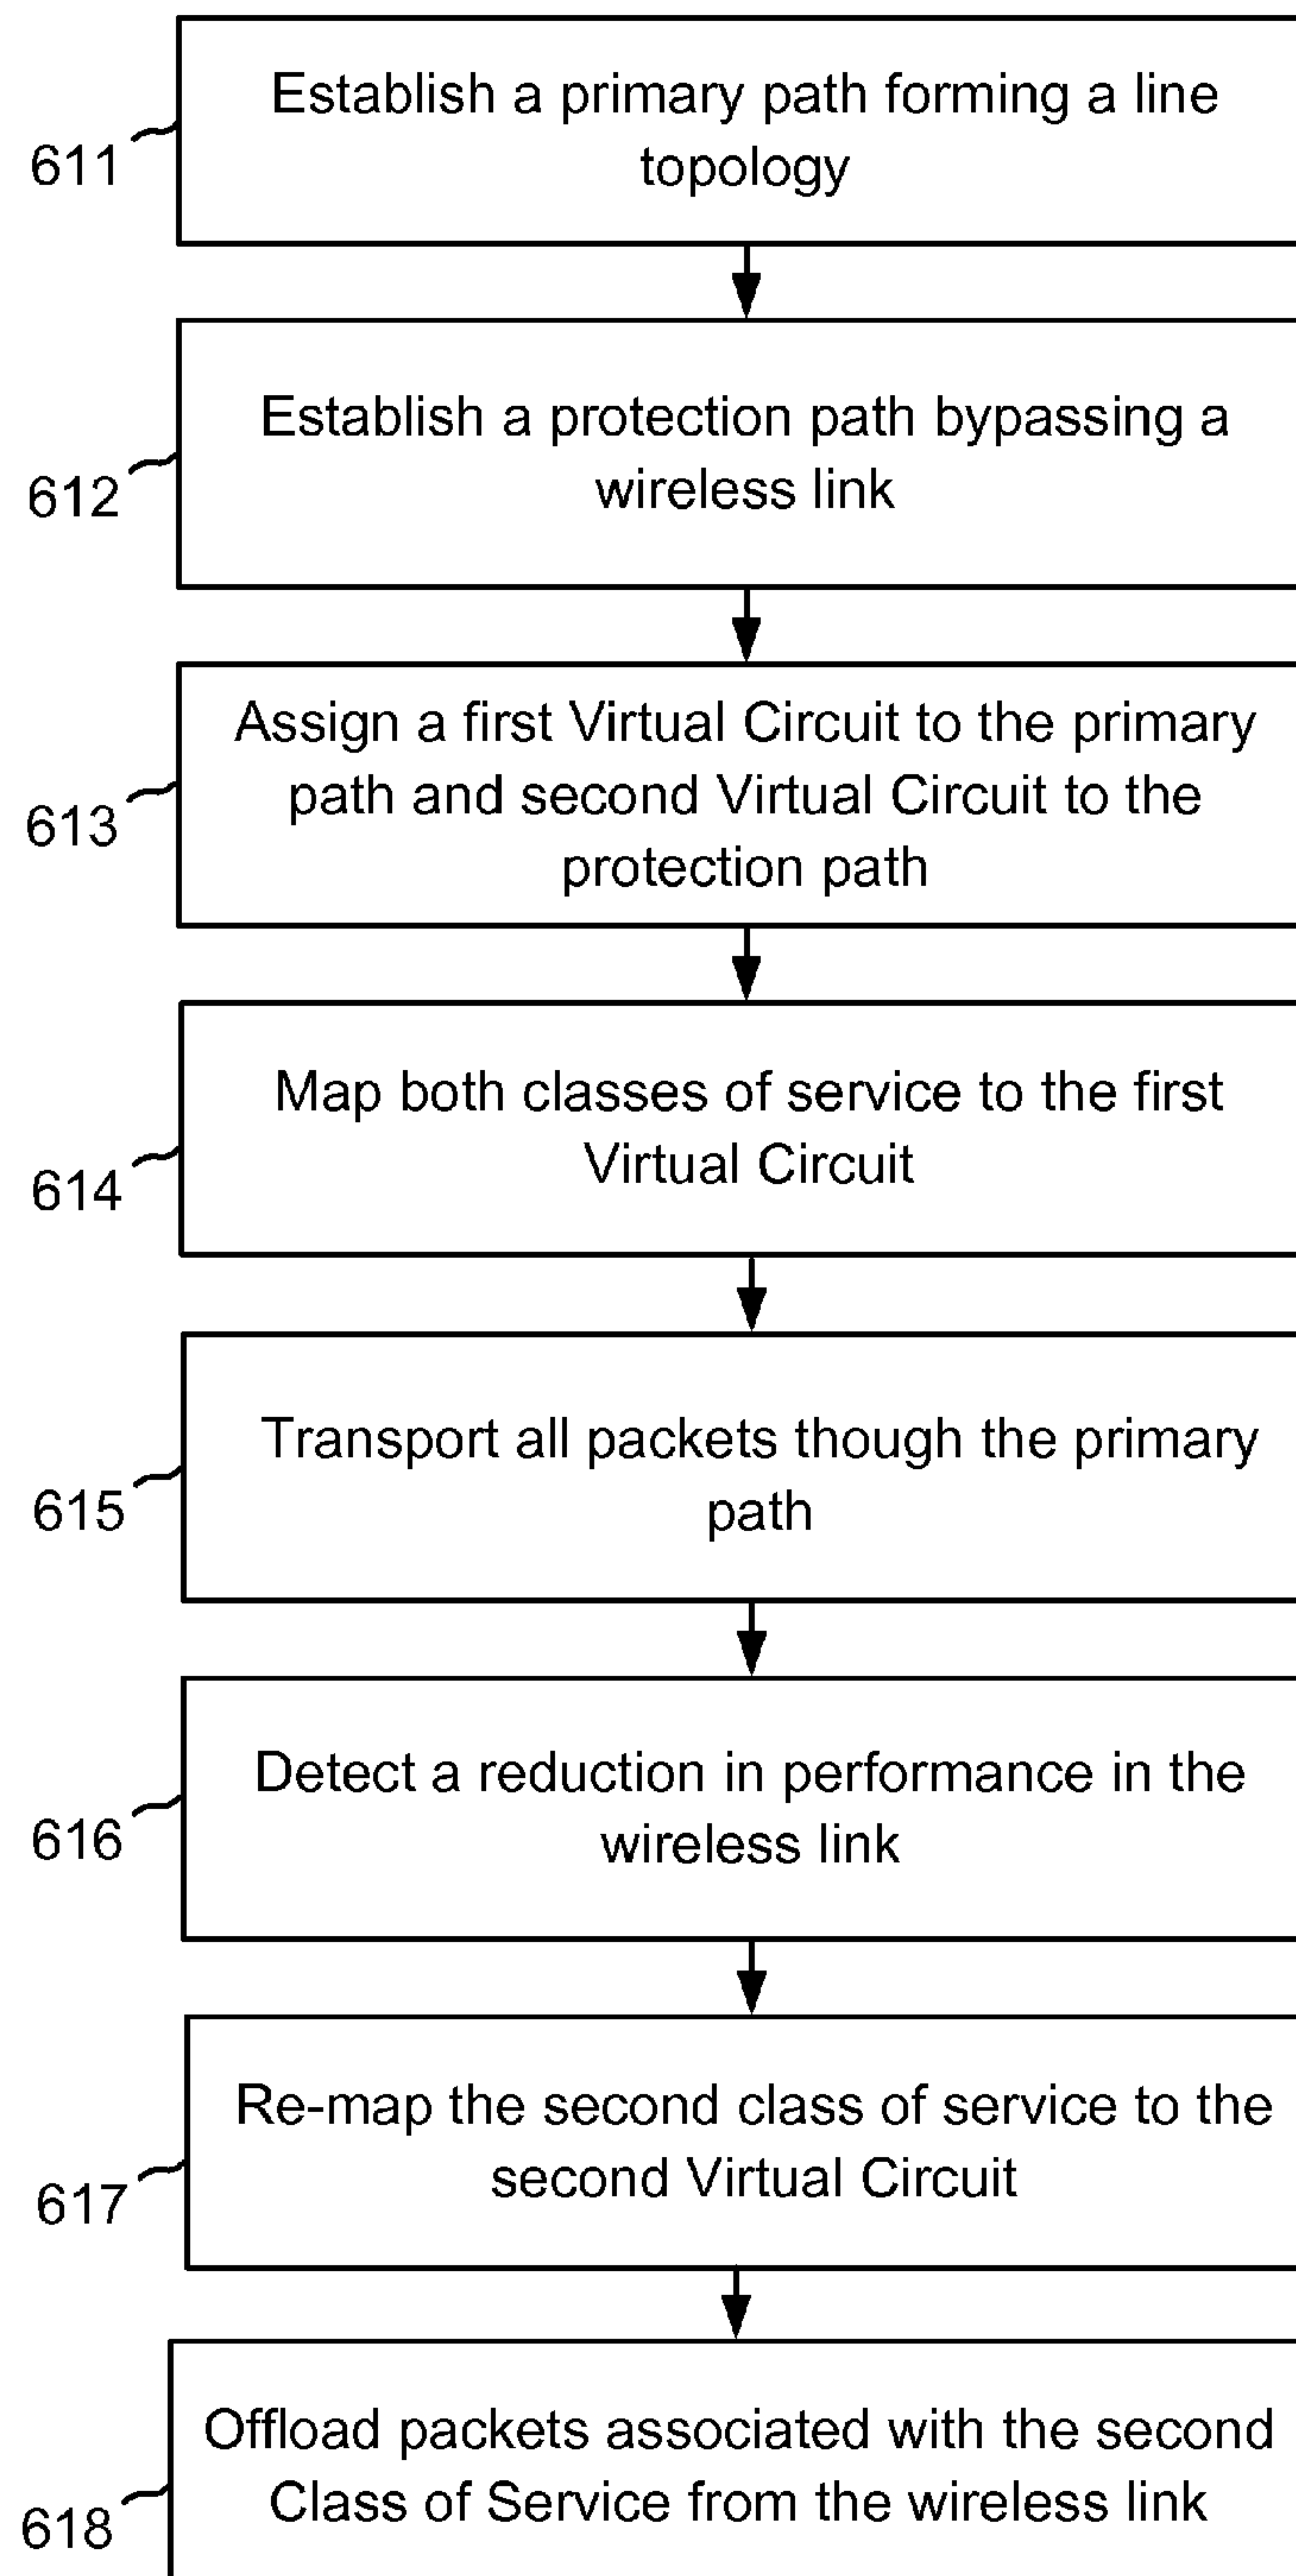 Establish a primary path forming a line
topology
611
Establish a protection path bypassing a
wireless link
612
Assign a first Virtual Circuit to the primary
path and second Virtual Circuit to the
protection path
613
Map both classes of service to the first
Virtual Circuit
614
Transport all packets though the primary
path
615
Detect a reduction in performance in the
wireless link
616
Re-map the second class of service to the
second Virtual Circuit
617
Offload packets associated with the second
Class of Service from the wireless link
618